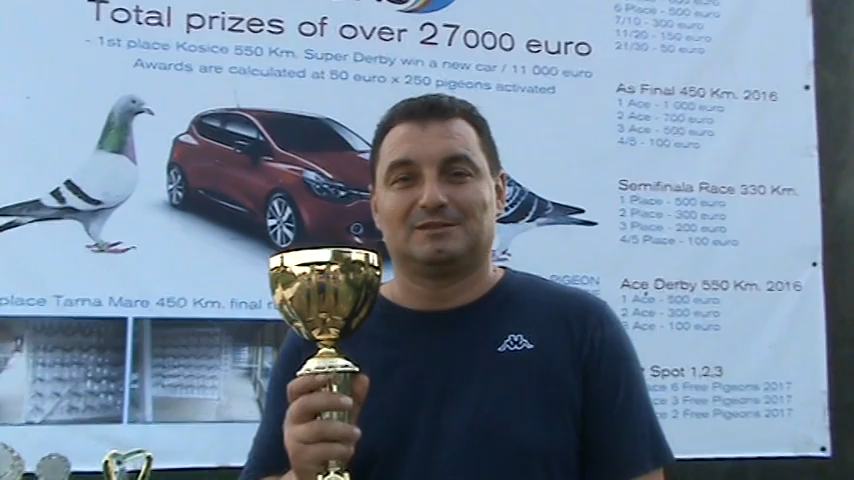 Total prizes of over 27000 euro
- 1st place Kosice 550 Km. Super Derby win a new car / 11 000 euro
Awards are calculated at 50 euro x 250 pigeons activated
6 Place - 500 euro
7/10 - 300 euro
11/20 - 150 euro
21/30 - 50 euro
As Final 450 Km. 2016
1 Ace - 1 000 euro
2 Ace - 700 euro
3 Ace - 500 euro
4/5 - 100 euro
Semifinala Race 330 Km.
1 Place - 500 euro
2 Place - 300 euro
3 Place - 200 euro
4/5 Place - 100 euro
place Tarna Mare 450 Km. final
PIGEON
Ace Derby 550 Km. 2016
1 Ace - 500 euro
2 Ace - 300 euro
3 Ace - 100 euro
Spot 1,2,3
ce 6 Free Pigeons 2017
ce 3 Free Pigeons 2017
ce 2 Free Pigeons 2017